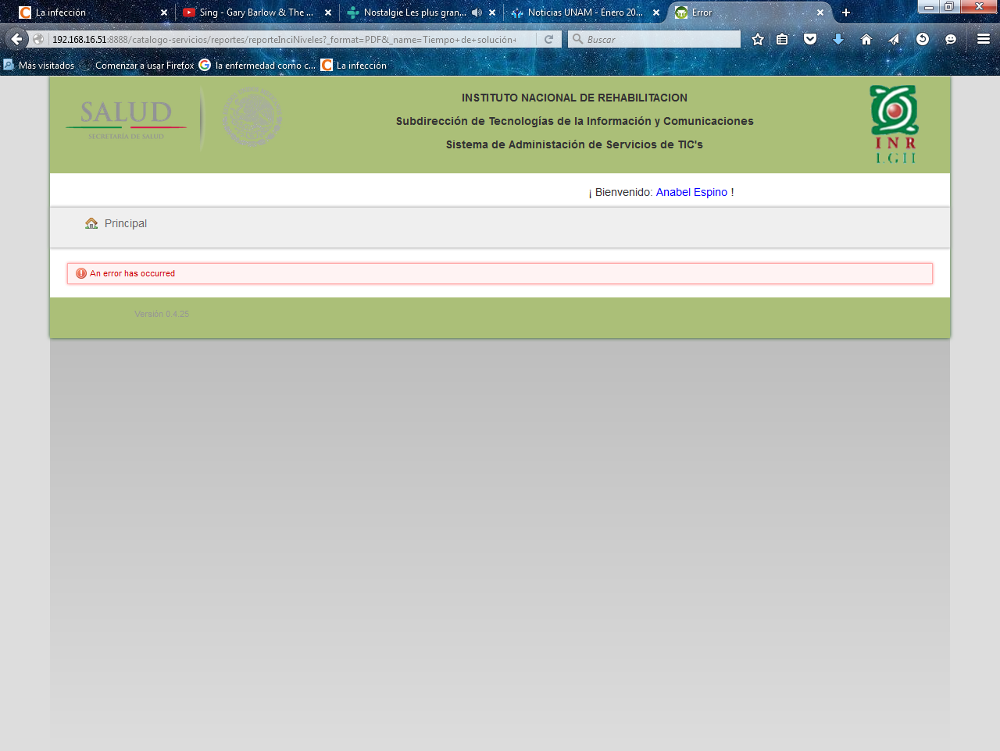 La infección
Sing - Gary Barlow & The ...
Nostalgie Les plus gran...
Noticias UNAM - Enero 20...
Error
192.168.16.51:8888/catalogo-servicios/reportes/reporteInciNiveles?_format=PDF&_name=Tiempo+de+solución+
Buscar
Más visitados
Comenzar a usar Firefox
la enfermedad como c...
La infección
SALUD
SECRETARÍA DE SALUD
INSTITUTO NACIONAL DE REHABILITACION
Subdirección de Tecnologías de la Información y Comunicaciones
Sistema de Administación de Servicios de TIC's
INR
LGII
¡ Bienvenido: Anabel Espino !
Principal
An error has occurred
Versión 0.4.25